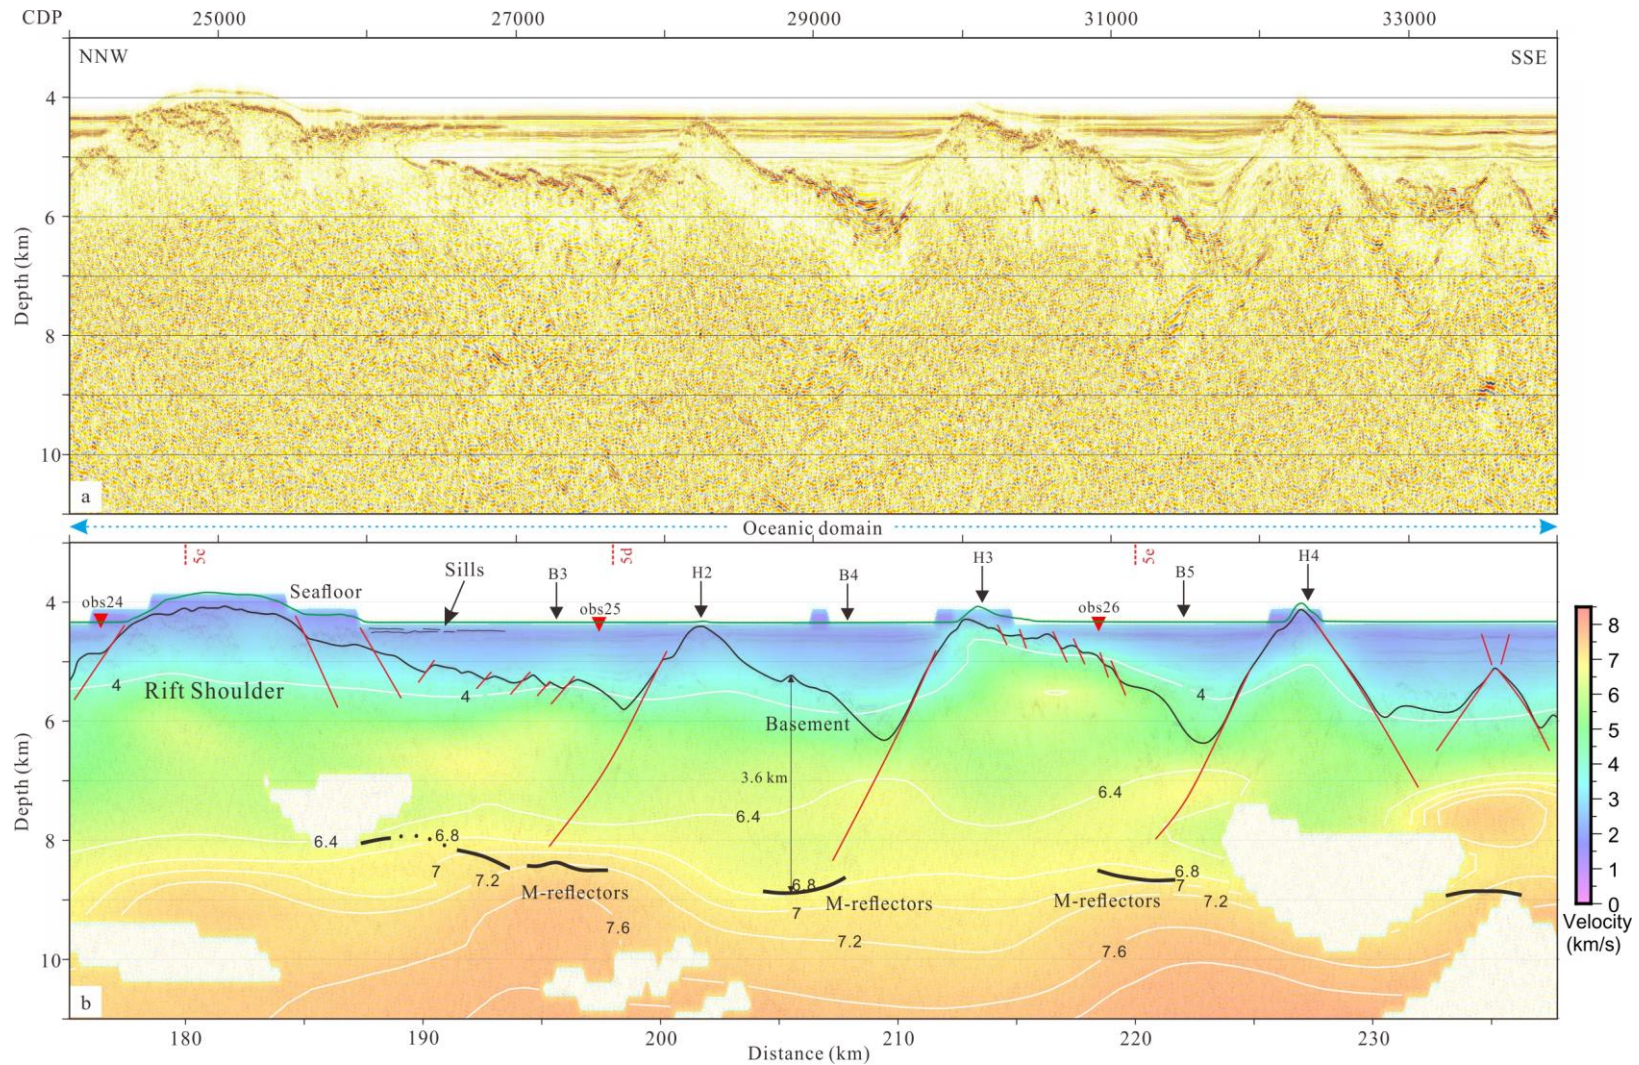 CDP 25000 27000 29000 31000 33000
NNW SSE
4
6
8
10
Depth (km)
a
Oceanic domain
5c 5d 5e
Sills B3 H2 B4 H3 B5 H4
obs24 Seafloor obs25 obs26
4
4 Rift Shoulder 4 4
6
Basement
Depth (km)
3.6 km
6.4 6.4
8
6.4 6.8
7 7.2 6.8 6.8
M-reflectors 7 M-reflectors M-reflectors 7 7.2
7.6 7.2 7.6
10
b
180 190 200 210 220 230
Distance (km)
8
7
6
5
4
3
2
1
0
Velocity
(km/s)